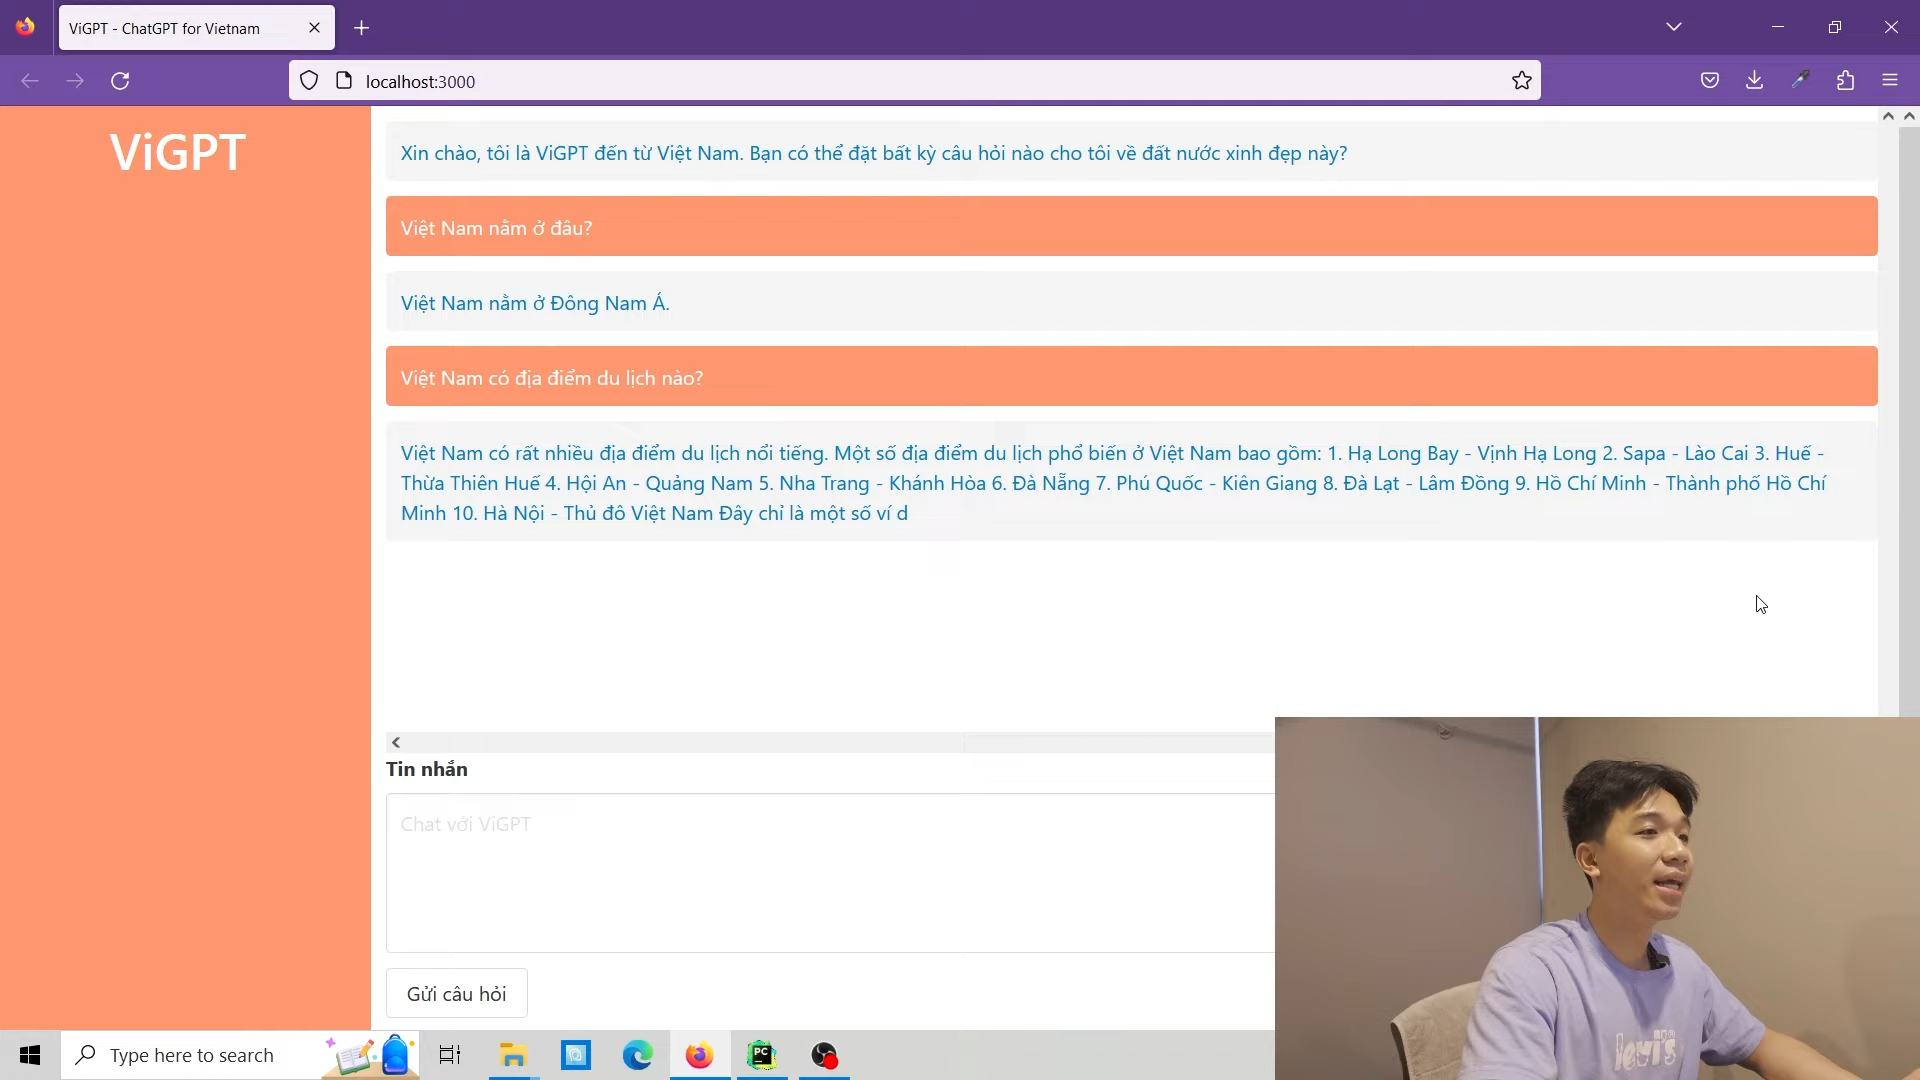 ViGPT - ChatGPT for Vietnam
localhost:3000
ViGPT
Xin chào, tôi là ViGPT đến từ Việt Nam. Bạn có thể đặt bất kỳ câu hỏi nào cho tôi về đất nước xinh đẹp này?
Việt Nam nằm ở đâu?
Việt Nam nằm ở Đông Nam Á.
Việt Nam có địa điểm du lịch nào?
Việt Nam có rất nhiều địa điểm du lịch nổi tiếng. Một số địa điểm du lịch phổ biến ở Việt Nam bao gồm: 1. Hạ Long Bay - Vịnh Hạ Long 2. Sapa - Lào Cai 3. Huế -
Thừa Thiên Huế 4. Hội An - Quảng Nam 5. Nha Trang - Khánh Hòa 6. Đà Nẵng 7. Phú Quốc - Kiên Giang 8. Đà Lạt - Lâm Đồng 9. Hồ Chí Minh - Thành phố Hồ Chí
Minh 10. Hà Nội - Thủ đô Việt Nam Đây chỉ là một số ví d
Tin nhắn
Chat với ViGPT
Gửi câu hỏi
Type here to search
PC
levi's